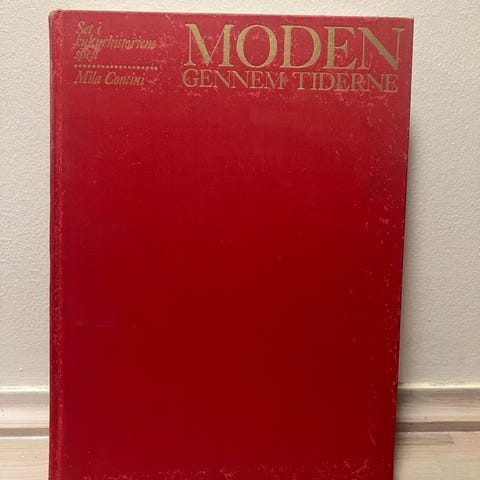 Set i
kulturhistoriens
spejl
Mila Contini
MODEN
GENNEM TIDERNE